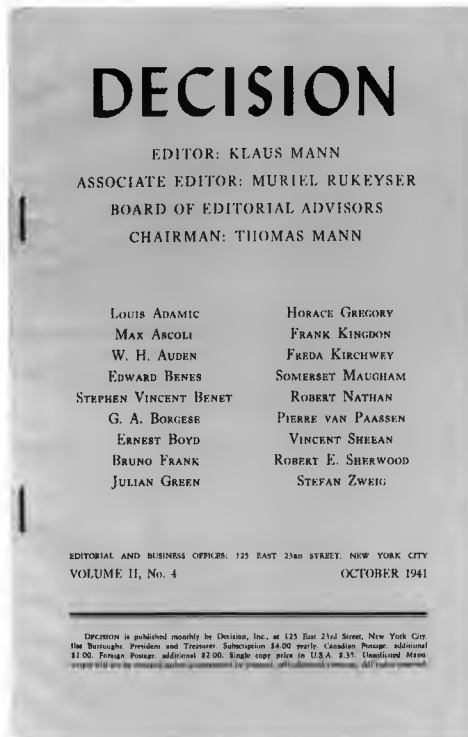 DECISION
EDITOR: KLAUS MANN
ASSOCIATE EDITOR: MURIEL RUKEYSER
BOARD OF EDITORIAL ADVISORS
CHAIRMAN: THOMAS MANN
LOUIS ADAMIC
MAX ASCOLI
W. H. AUDEN
EDWARD BENES
STEPHEN VINCENT BENET
G. A. BORGESE
ERNEST BOYD
BRUNO FRANK
JULIAN GREEN
HORACE GREGORY
FRANK KINGDON
FREDA KIRCHWEY
SOMERSET MAUGHAM
ROBERT NATHAN
PIERRE VAN PAASSEN
VINCENT SHEEAN
ROBERT E. SHERWOOD
STEFAN ZWEIG
EDITORIAL AND BUSINESS OFFICES: 125 EAST 23RD STREET, NEW YORK CITY
VOLUME II, No. 4 OCTOBER 1941
DECISION is published monthly by Decision, Inc., at 125 East 23rd Street, New York City.
Burroughs, President and Treasurer. Subscription $4.00 yearly. Canadian Postage, additional
$1.00. Foreign Postage, additional $2.00. Single copy price in U.S.A. $.35. Unsolicited Manu-